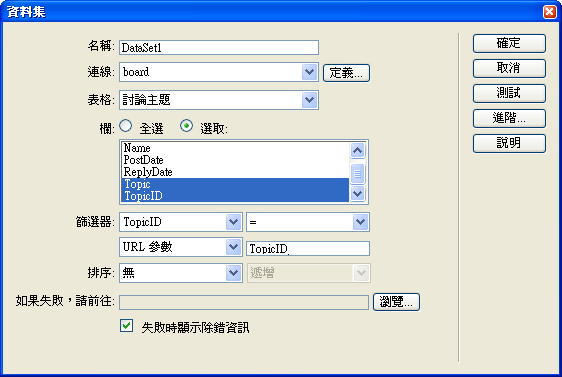 資料集
名稱: DataSet1
連線: board 定義...
表格: 討論主題
欄: 全選 選取:
Name
PostDate
ReplyDate
Topic
TopicID
篩選器: TopicID =
URL 參數 TopicID
排序: 無 遞增
如果失敗，請前往: 瀏覽...
失敗時顯示除錯資訊
確定
取消
測試
進階...
說明